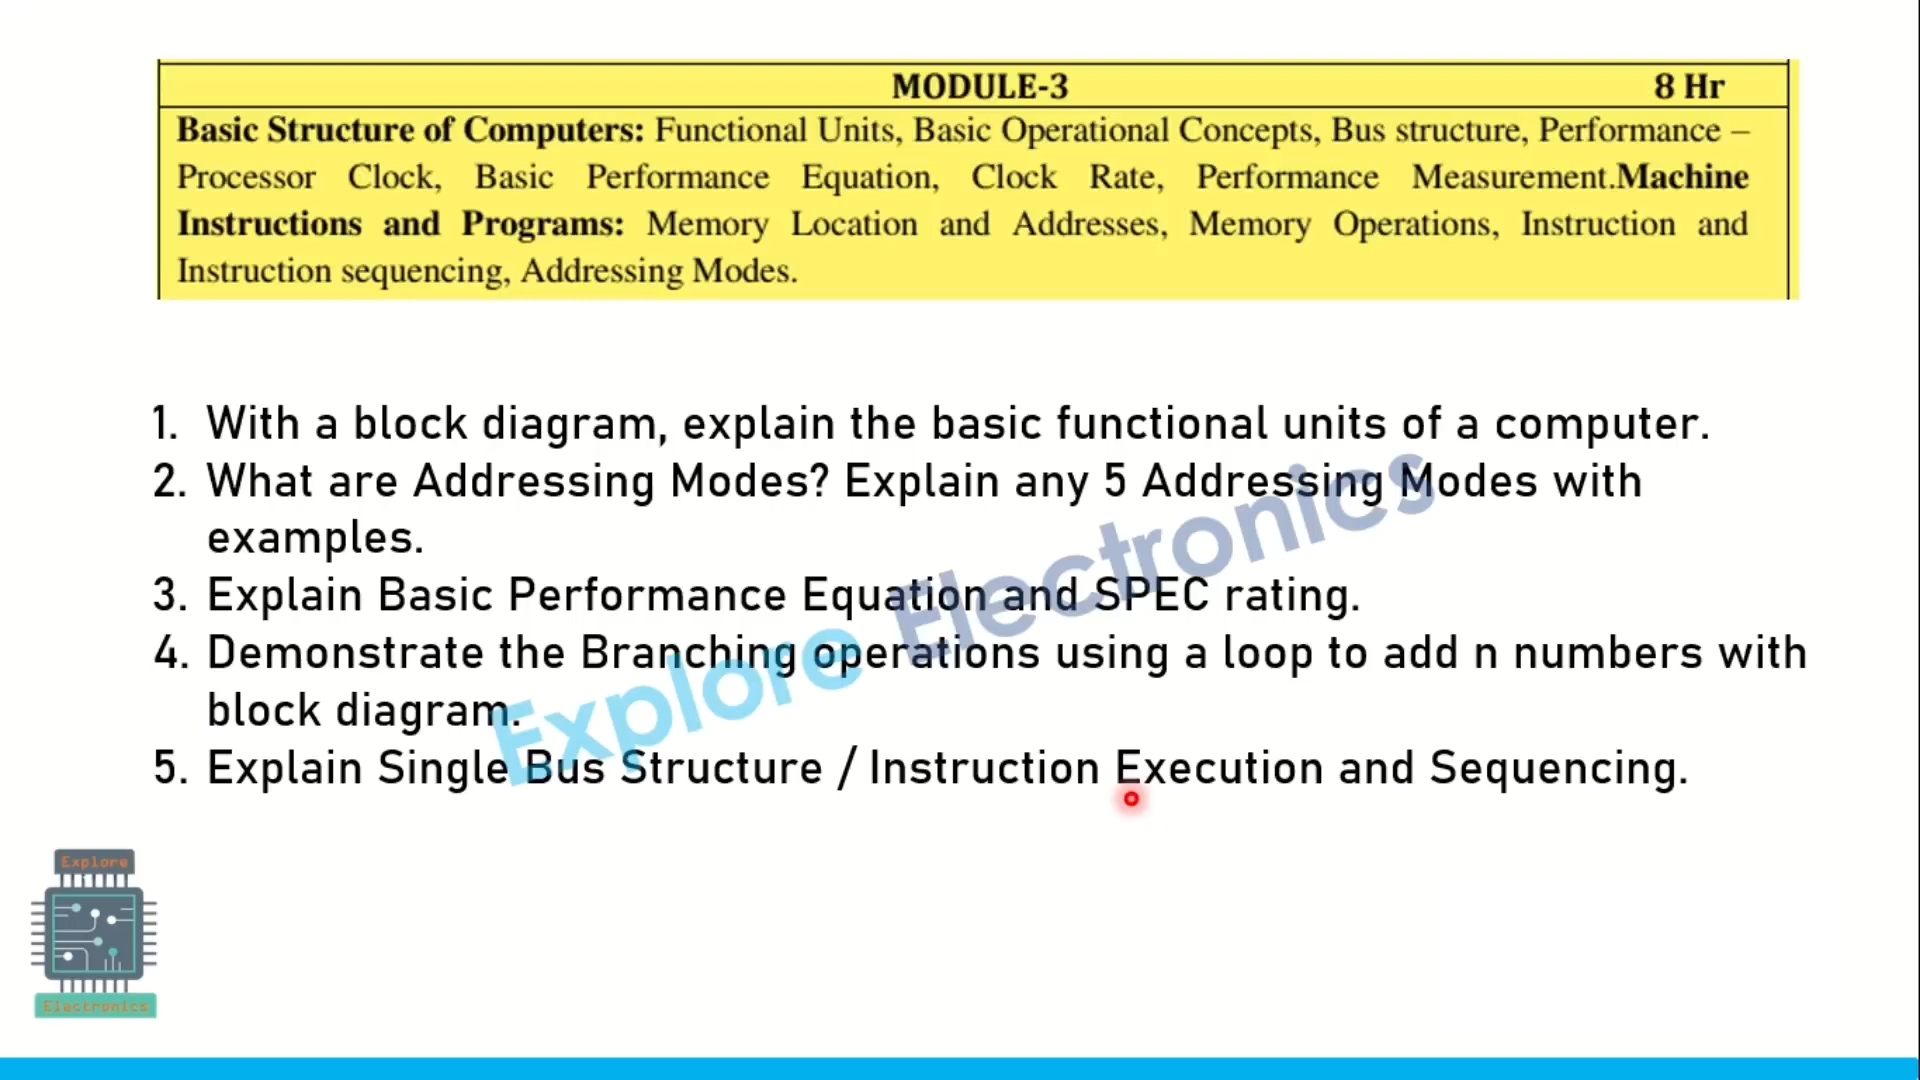 MODULE-3 8 Hr
Basic Structure of Computers: Functional Units, Basic Operational Concepts, Bus structure, Performance –
Processor Clock, Basic Performance Equation, Clock Rate, Performance Measurement.Machine
Instructions and Programs: Memory Location and Addresses, Memory Operations, Instruction and
Instruction sequencing, Addressing Modes.
1. With a block diagram, explain the basic functional units of a computer.
2. What are Addressing Modes? Explain any 5 Addressing Modes with
examples.
3. Explain Basic Performance Equation and SPEC rating.
4. Demonstrate the Branching operations using a loop to add n numbers with
block diagram.
5. Explain Single Bus Structure / Instruction Execution and Sequencing.
Explore Electronics
Explore
Electronics